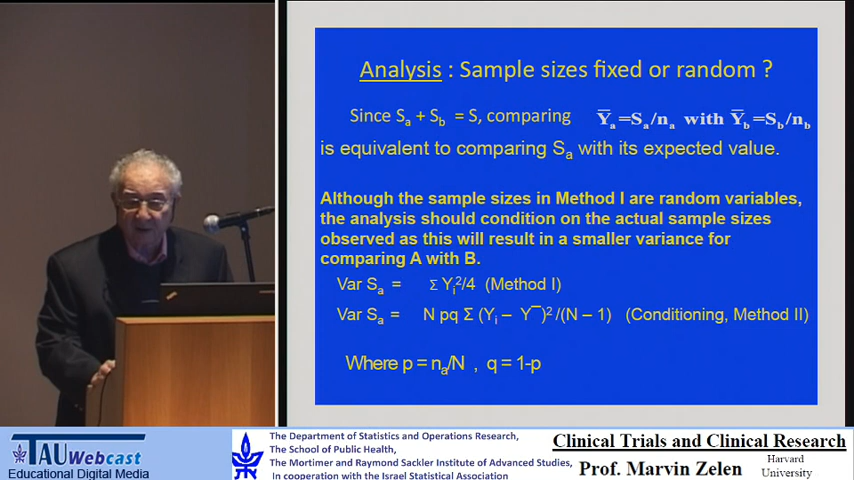 Analysis : Sample sizes fixed or random ?
Since Sa + Sb = S, comparing Y̅a =Sa/na with Y̅b =Sb/nb
is equivalent to comparing Sa with its expected value.
Although the sample sizes in Method I are random variables,
the analysis should condition on the actual sample sizes
observed as this will result in a smaller variance for
comparing A with B.
Var Sa = Σ Yi²/4 (Method I)
Var Sa = N pq Σ (Yi – Y¯)²/(N – 1) (Conditioning, Method II)
Where p = na/N , q = 1-p
TAU Webcast
Educational Digital Media
The Department of Statistics and Operations Research,
The School of Public Health,
The Mortimer and Raymond Sackler Institute of Advanced Studies,
In cooperation with the Israel Statistical Association
Clinical Trials and Clinical Research
Prof. Marvin Zelen
Harvard
University